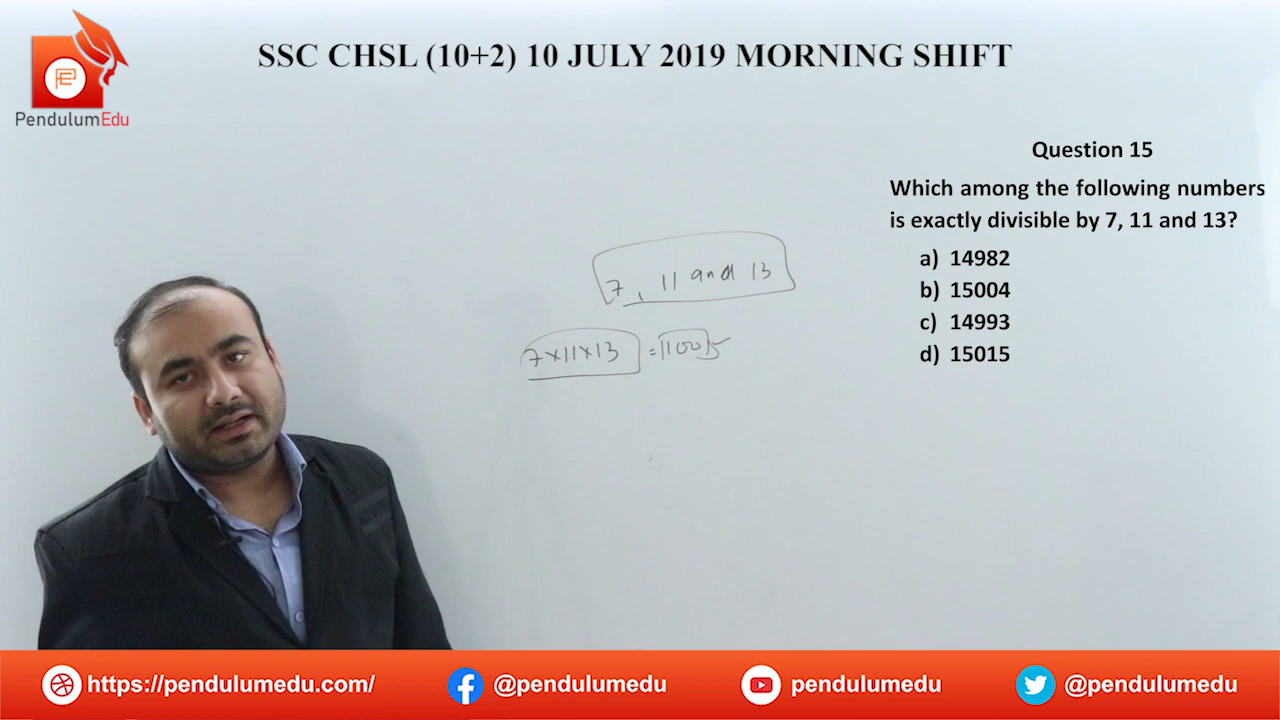 SSC CHSL (10+2) 10 JULY 2019 MORNING SHIFT
PendulumEdu
Question 15
Which among the following numbers
is exactly divisible by 7, 11 and 13?
a) 14982
b) 15004
c) 14993
d) 15015
7, 11 and 13
7×11×13 =
https://pendulumedu.com/
@pendulumedu
pendulumedu
@pendulumedu